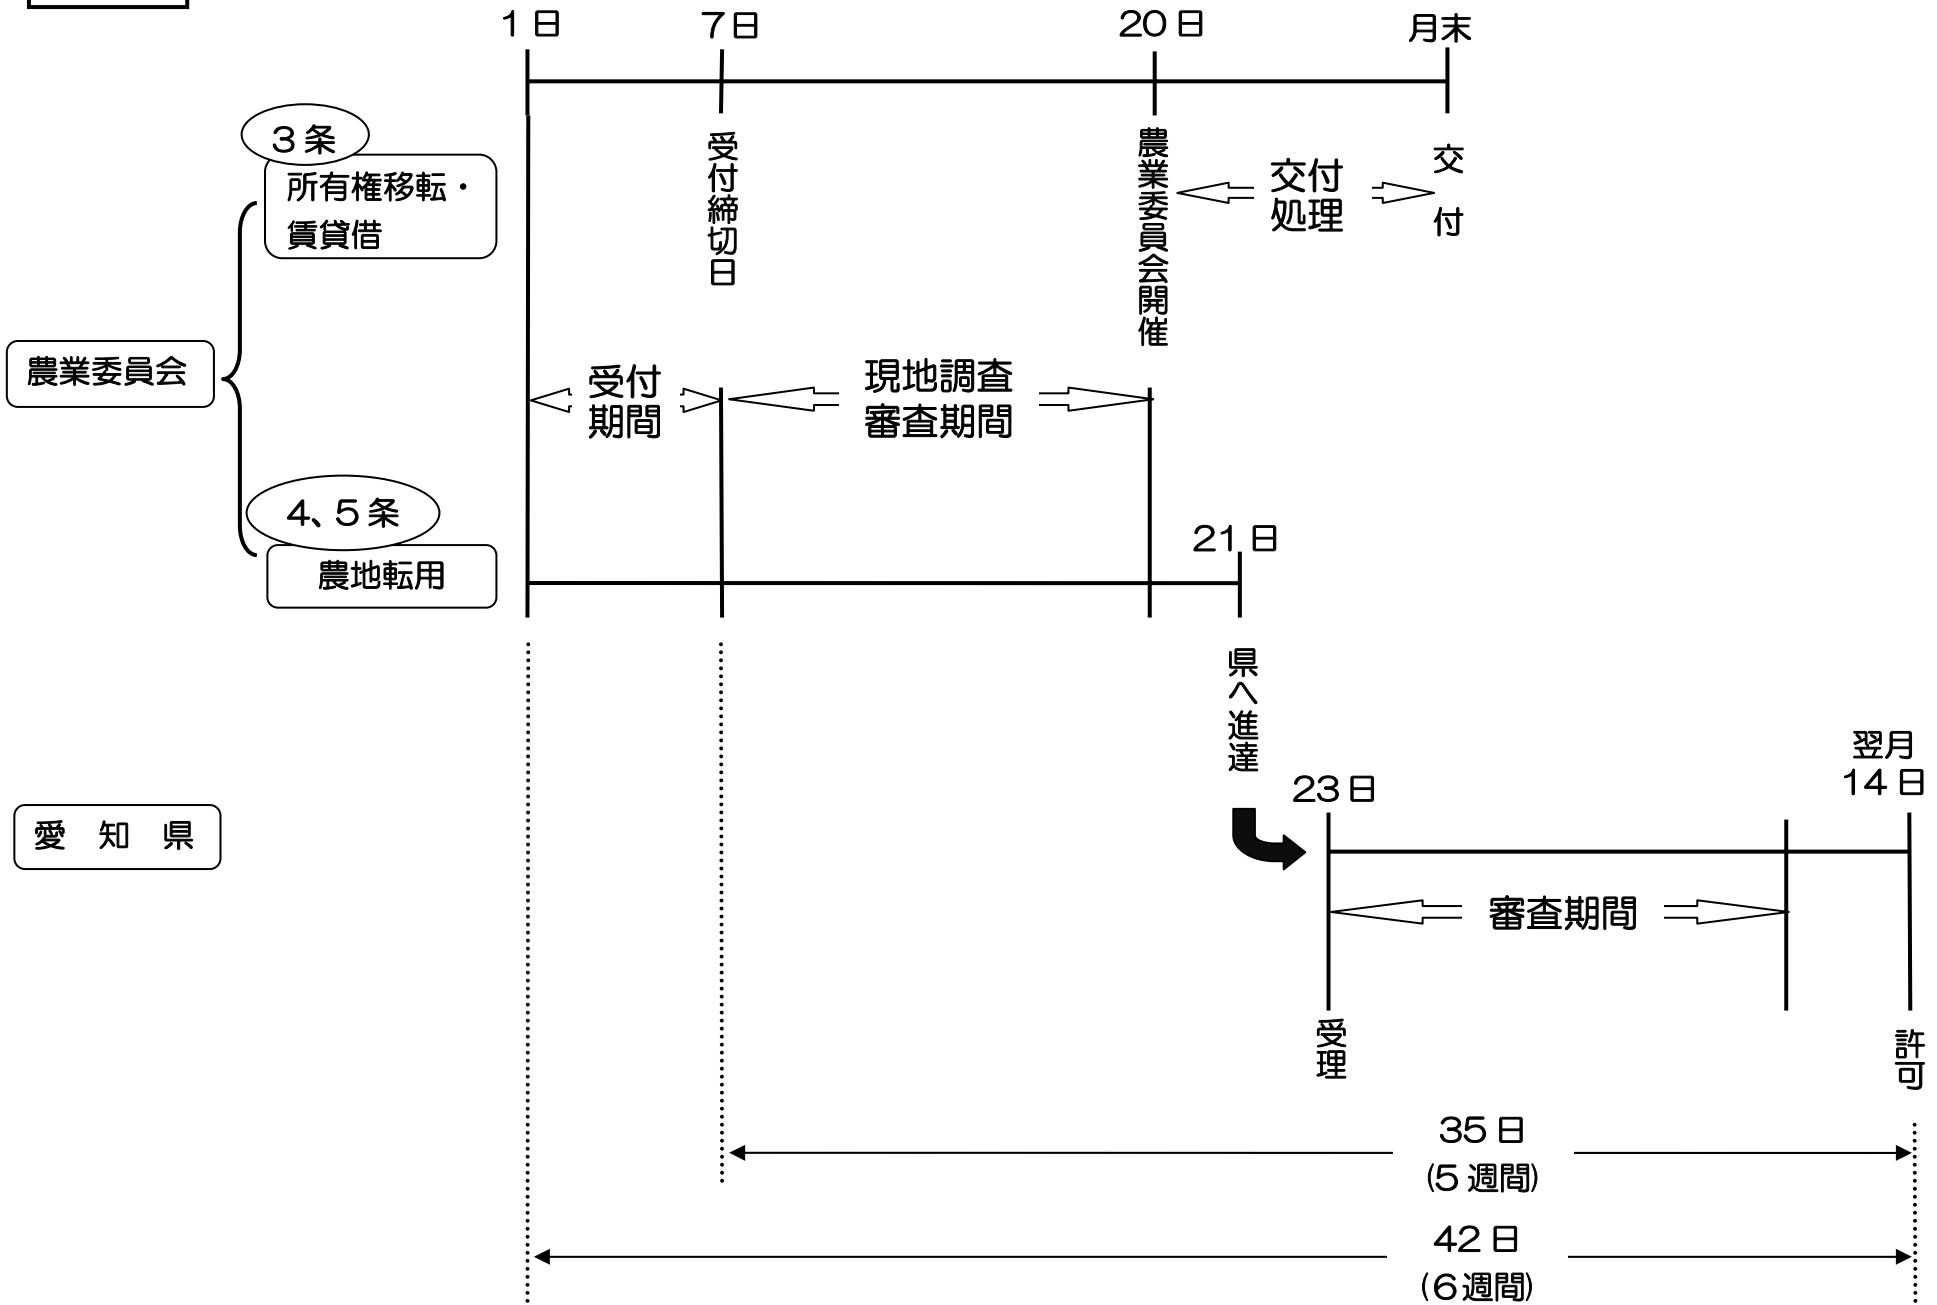 1日
7日
20日
月末
3条
所有権移転・
賃貸借
受付締切日
農業委員会開催
交付
処理
交付
農業委員会
受付
期間
現地調査
審査期間
4、5条
農地転用
21日
県へ進達
愛 知 県
23日
翌月
14日
審査期間
受理
許可
35日
(5週間)
42日
(6週間)